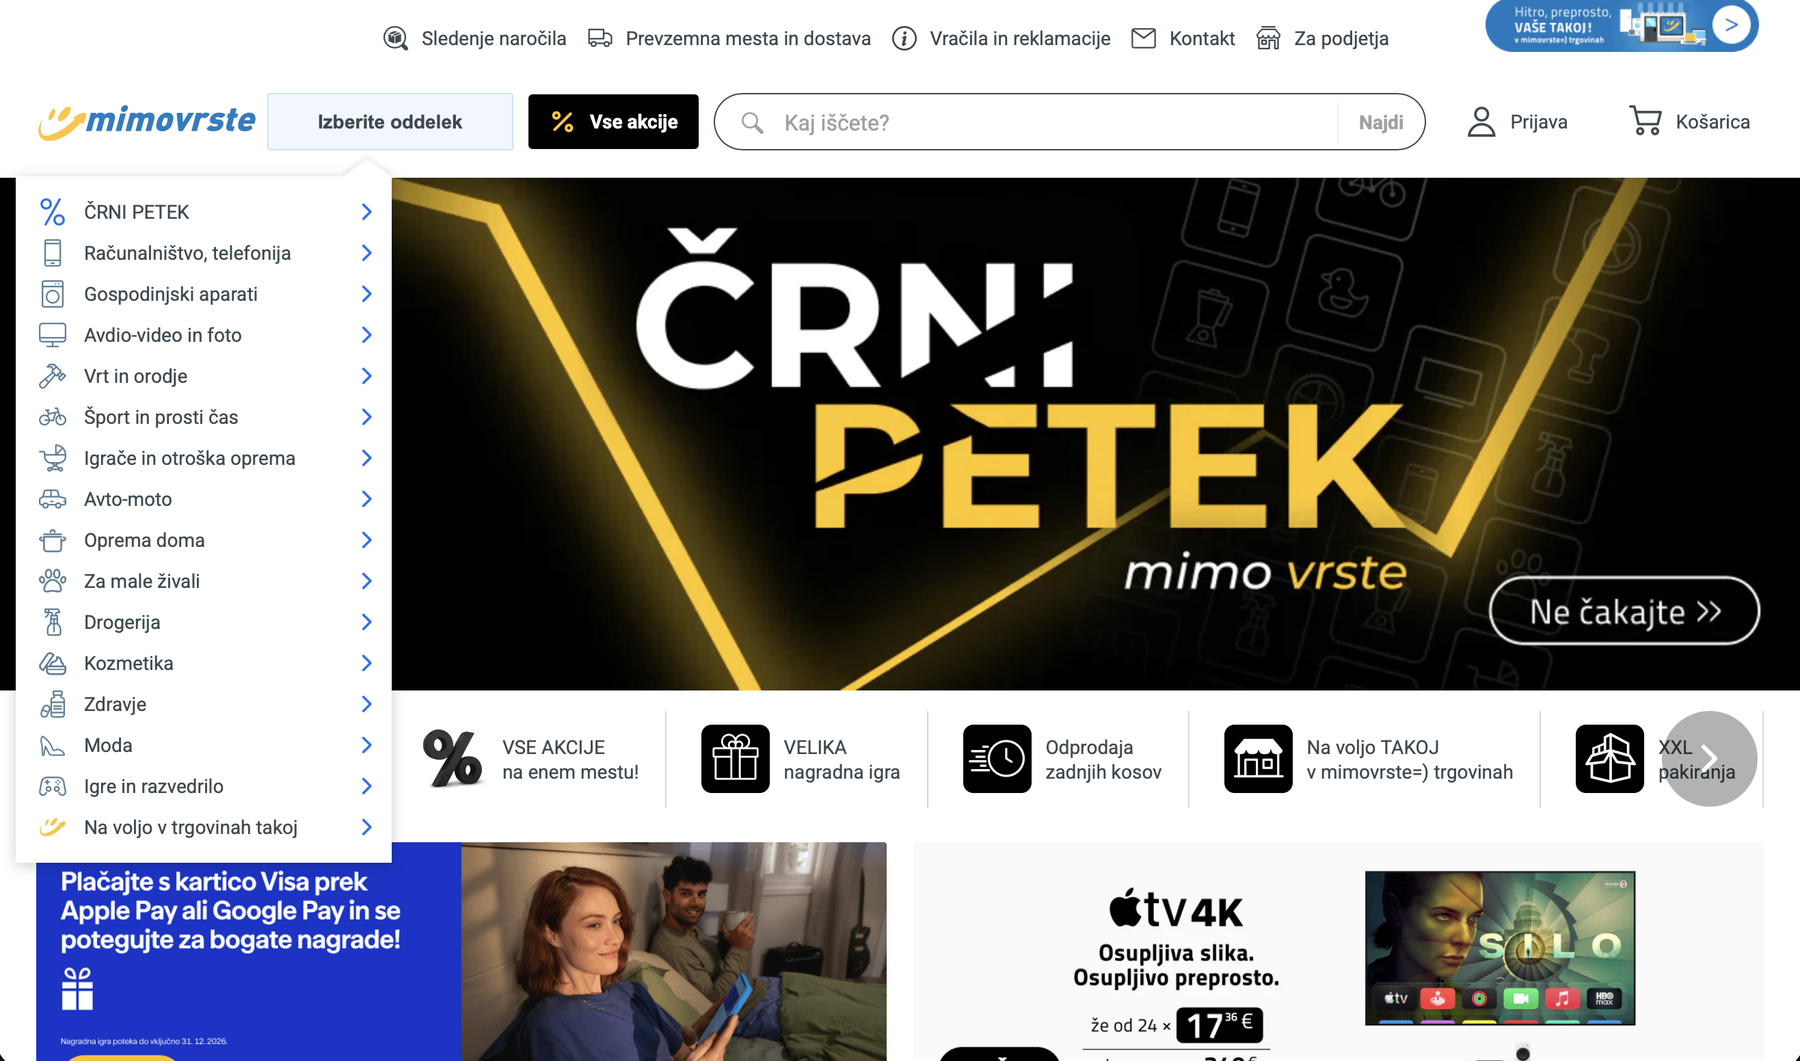 Sledenje naročila
Prevzemna mesta in dostava
Vračila in reklamacije
Kontakt
Za podjetja
Hitro, preprosto,
VAŠE TAKOJ!
v mimovrste=) trgovinah
mimovrste
Izberite oddelek
% Vse akcije
Kaj iščete?
Najdi
Prijava
Košarica
ČRNI PETEK
Računalništvo, telefonija
Gospodinjski aparati
Avdio-video in foto
Vrt in orodje
Šport in prosti čas
Igrače in otroška oprema
Avto-moto
Oprema doma
Za male živali
Drogerija
Kozmetika
Zdravje
Moda
Igre in razvedrilo
Na voljo v trgovinah takoj
ČRNI
PETEK
mimo vrste
Ne čakajte >>
VSE AKCIJE
na enem mestu!
VELIKA
nagradna igra
Odprodaja
zadnjih kosov
Na voljo TAKOJ
v mimovrste=) trgovinah
XXL
pakiranja
Plačajte s kartico Visa prek
Apple Pay ali Google Pay in se
potegujte za bogate nagrade!
Nagradna igra poteka do vključno 31. 12. 2026.
tv 4K
Osupljiva slika.
Osupljivo preprosto.
že od 24 × 17 36 €
SILO
tv
HBO
max